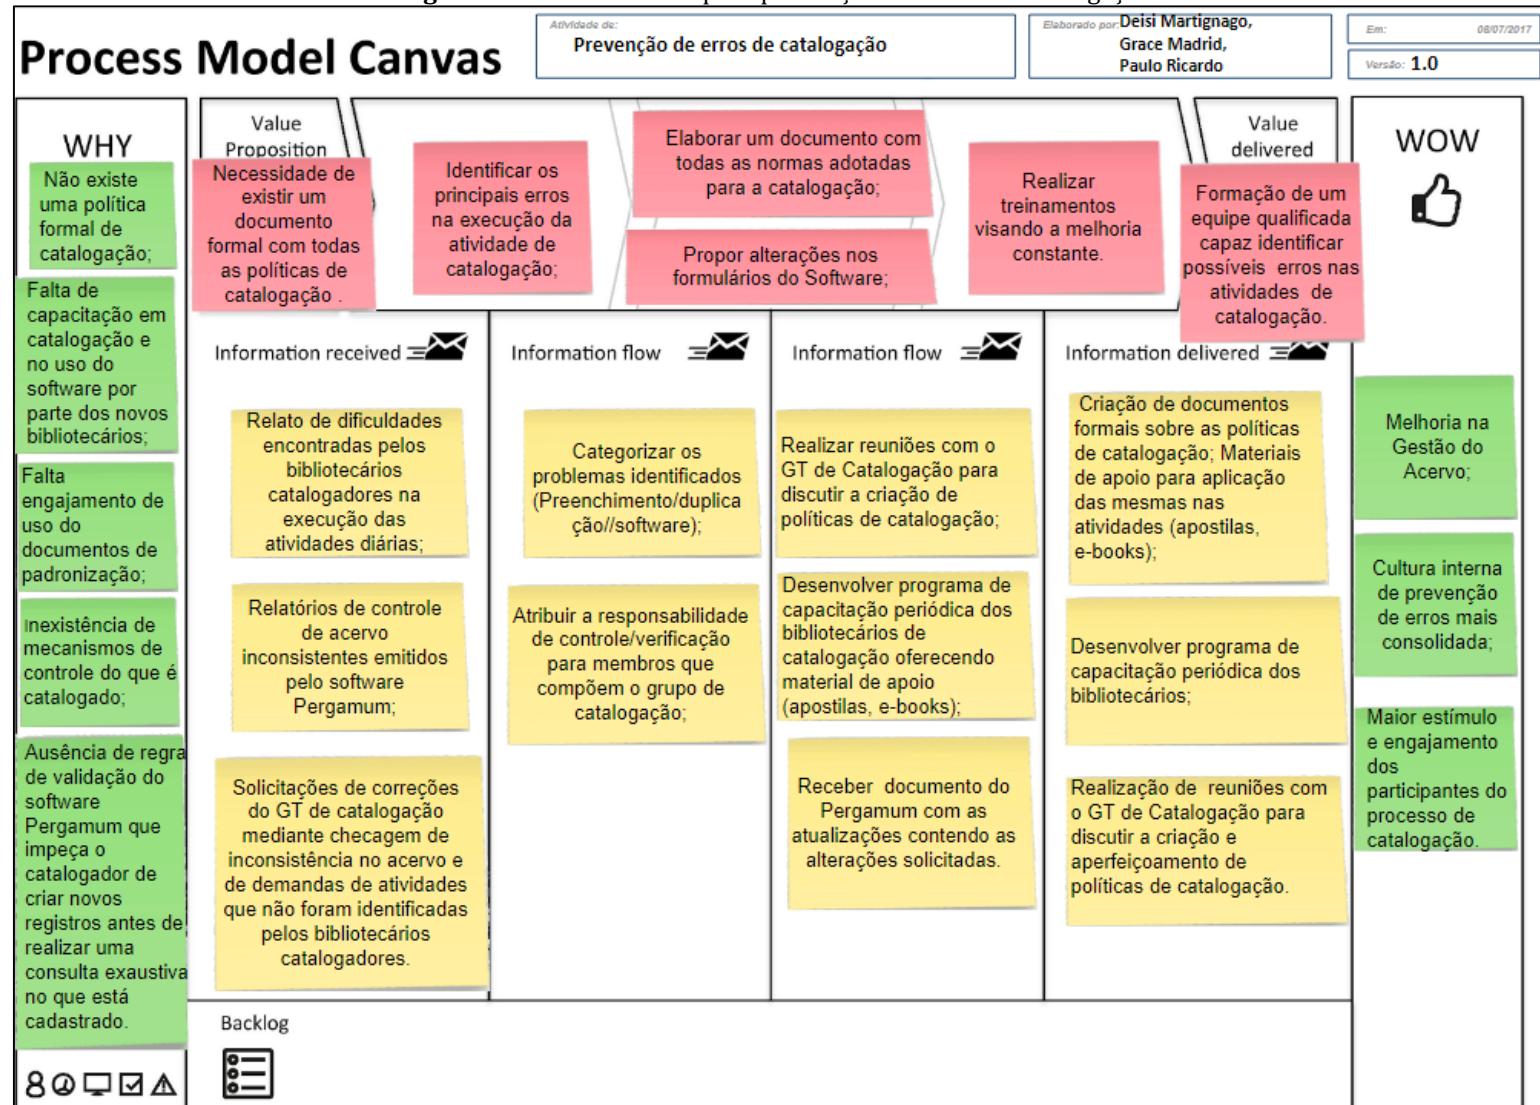 Process Model Canvas
Atividade de:
Prevenção de erros de catalogação
Elaborado por:
Deisi Martignago,
Grace Madrid,
Paulo Ricardo
Em: 08/07/2017
Versão: 1.0
WHY
Não existe
uma política
formal de
catalogação;
Falta de
capacitação em
catalogação e
no uso do
software por
parte dos novos
bibliotecários;
Falta
engajamento de
uso do
documentos de
padronização;
Inexistência de
mecanismos de
controle do que é
catalogado;
Ausência de regra
de validação do
software
Pergamum que
impeça o
catalogador de
criar novos
registros antes de
realizar uma
consulta exaustiva
no que está
cadastrado.
Value
Proposition
Necessidade de
existir um
documento
formal com todas
as políticas de
catalogação .
Identificar os
principais erros
na execução da
atividade de
catalogação;
Elaborar um documento com
todas as normas adotadas
para a catalogação;
Propor alterações nos
formulários do Software;
Realizar
treinamentos
visando a melhoria
constante.
Value
delivered
Formação de um
equipe qualificada
capaz identificar
possíveis erros nas
atividades de
catalogação.
Information received
Relato de dificuldades
encontradas pelos
bibliotecários
catalogadores na
execução das
atividades diárias;
Relatórios de controle
de acervo
inconsistentes emitidos
pelo software
Pergamum;
Solicitações de correções
do GT de catalogação
mediante checagem de
inconsistência no acervo e
de demandas de atividades
que não foram identificadas
pelos bibliotecários
catalogadores.
Information flow
Categorizar os
problemas identificados
(Preenchimento/duplica
ção//software);
Atribuir a responsabilidade
de controle/verificação
para membros que
compõem o grupo de
catalogação;
Information flow
Realizar reuniões com o
GT de Catalogação para
discutir a criação de
políticas de catalogação;
Desenvolver programa de
capacitação periódica dos
bibliotecários de
catalogação oferecendo
material de apoio
(apostilas, e-books);
Receber documento do
Pergamum com as
atualizações contendo as
alterações solicitadas.
Information delivered
Criação de documentos
formais sobre as políticas
de catalogação; Materiais
de apoio para aplicação
das mesmas nas
atividades (apostilas,
e-books);
Desenvolver programa de
capacitação periódica dos
bibliotecários;
Realização de reuniões com
o GT de Catalogação para
discutir a criação e
aperfeiçoamento de
políticas de catalogação.
WOW
Melhoria na
Gestão do
Acervo;
Cultura interna
de prevenção
de erros mais
consolidada;
Maior estímulo
e engajamento
dos
participantes do
processo de
catalogação.
Backlog